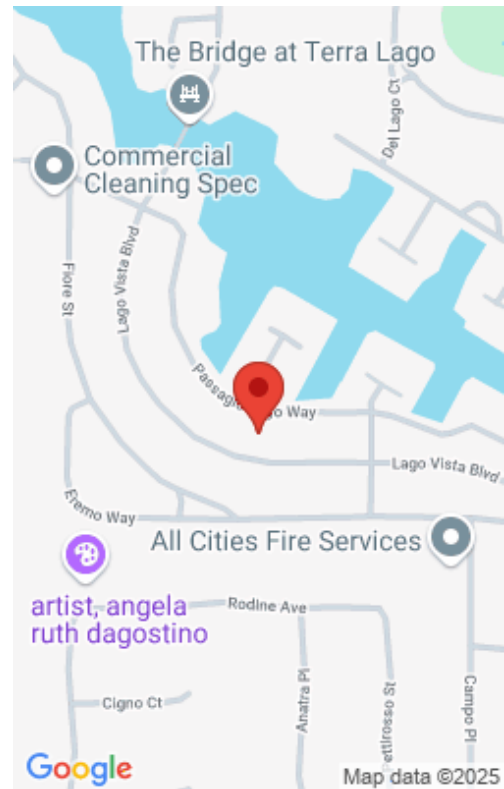 The Bridge at Terra Lago
Del Lago Ct
Commercial
Cleaning Spec
Lago Vista Blvd
Fiore St
Way
Lago Vista Blvd
Eremo Way
All Cities Fire Services
artist, angela
ruth dagostino
Rodine Ave
Cigno Ct
Anatra Pl
Pettirosso St
Campo Pl
Google
Map data ©2025